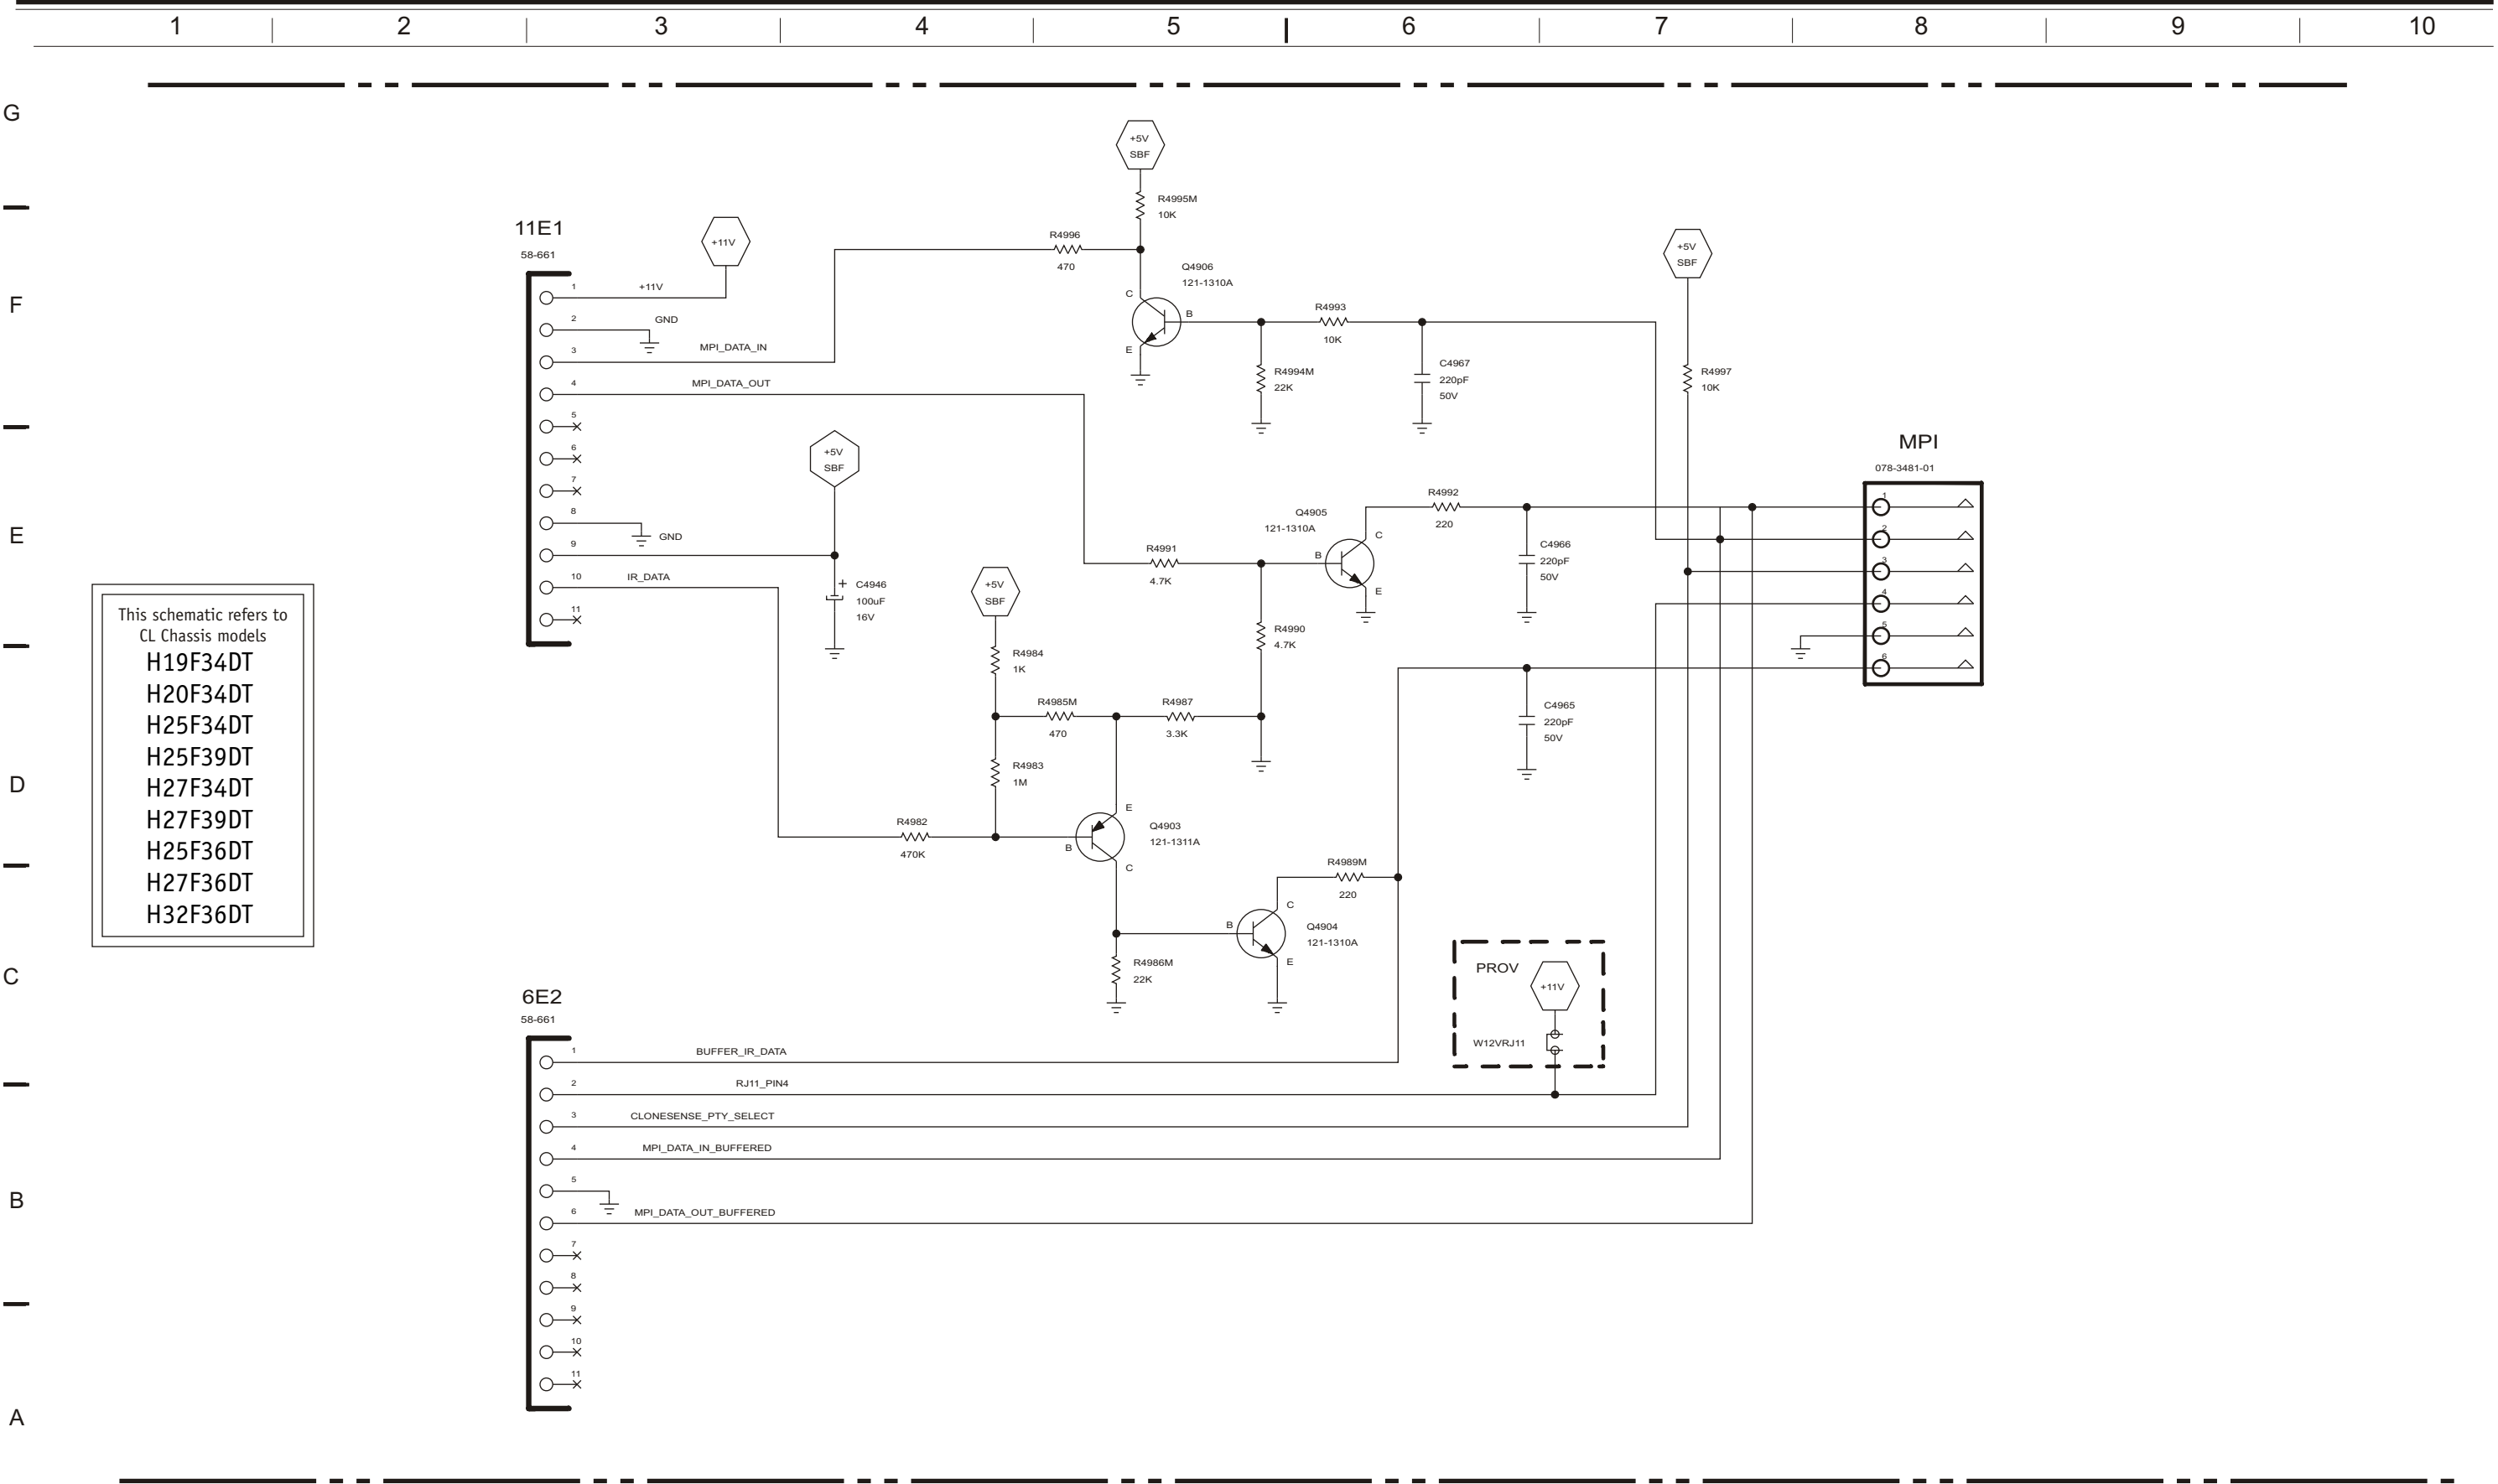 1 2 3 4 5 6 7 8 9 10
G
F
E
D
C
B
A
This schematic refers to
CL Chassis models
H19F34DT
H20F34DT
H25F34DT
H25F39DT
H27F34DT
H27F39DT
H25F36DT
H27F36DT
H32F36DT
11E1
58-661
1
+11V
+11V
2
GND
3
MPI_DATA_IN
4
MPI_DATA_OUT
5
6
7
8
GND
9
10
IR_DATA
11
+5V
SBF
+
C4946
100uF
16V
+5V
SBF
R4995M
10K
R4996
470
Q4906
121-1310A
C
B
E
R4993
10K
R4994M
22K
C4967
220pF
50V
+5V
SBF
R4997
10K
R4992
220
Q4905
121-1310A
C
B
E
R4991
4.7K
R4990
4.7K
C4966
220pF
50V
MPI
078-3481-01
1
2
3
4
5
6
+5V
SBF
R4984
1K
R4985M
470
R4987
3.3K
R4983
1M
R4982
470K
E
B
C
Q4903
121-1311A
C4965
220pF
50V
R4989M
220
C
B
E
Q4904
121-1310A
R4986M
22K
PROV
+11V
W12VRJ11
6E2
58-661
1
BUFFER_IR_DATA
2
RJ11_PIN4
3
CLONESENSE_PTY_SELECT
4
MPI_DATA_IN_BUFFERED
5
6
MPI_DATA_OUT_BUFFERED
7
8
9
10
11